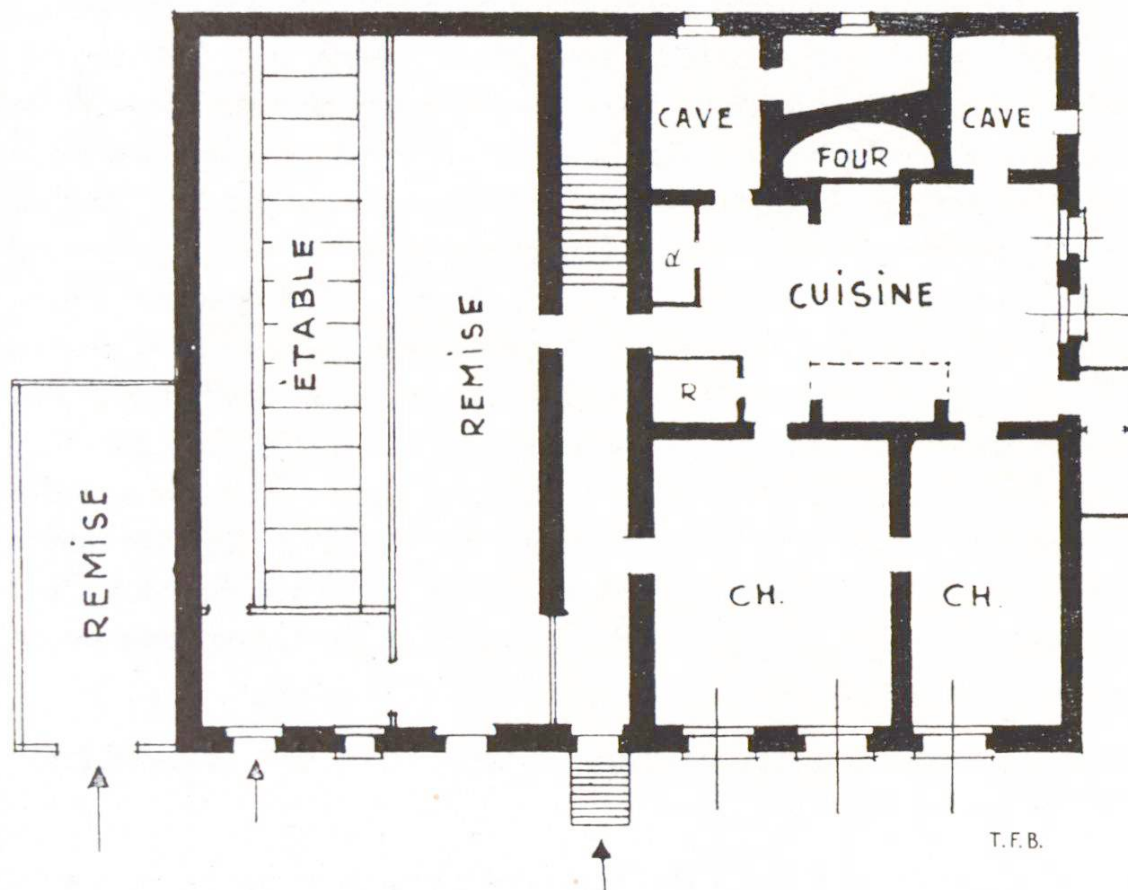 CAVE
CAVE
FOUR
α
CUiSiNE
ÉTABLE
REMiSE
R
REMiSE
CH.
CH.
T.F.B.